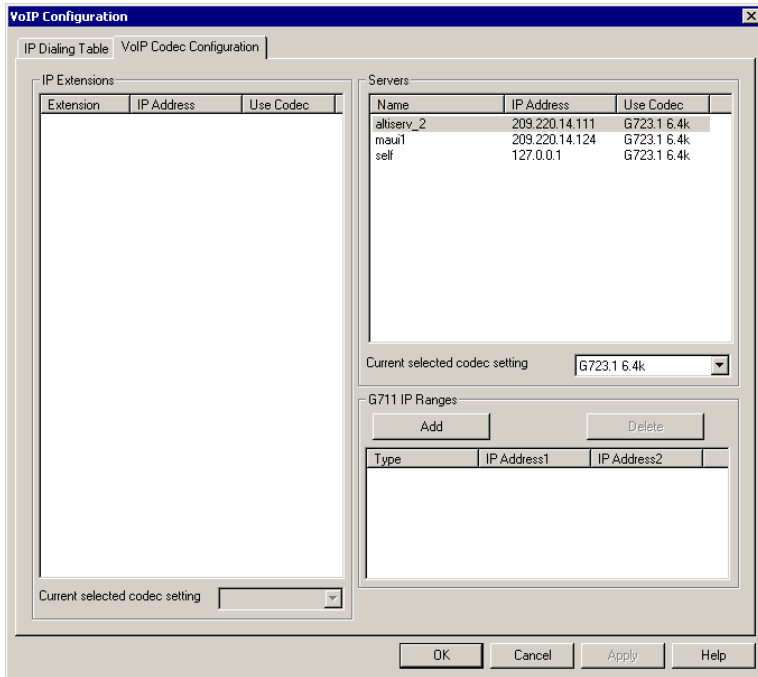 VoIP Configuration
IP Dialing Table VoIP Codec Configuration
IP Extensions
Extension IP Address Use Codec
Current selected codec setting
Servers
Name IP Address Use Codec
altiserv_2 209.220.14.111 G723.1 6.4k
maui1 209.220.14.124 G723.1 6.4k
self 127.0.0.1 G723.1 6.4k
Current selected codec setting G723.1 6.4k
G711 IP Ranges
Add Delete
Type IP Address1 IP Address2
OK Cancel Apply Help